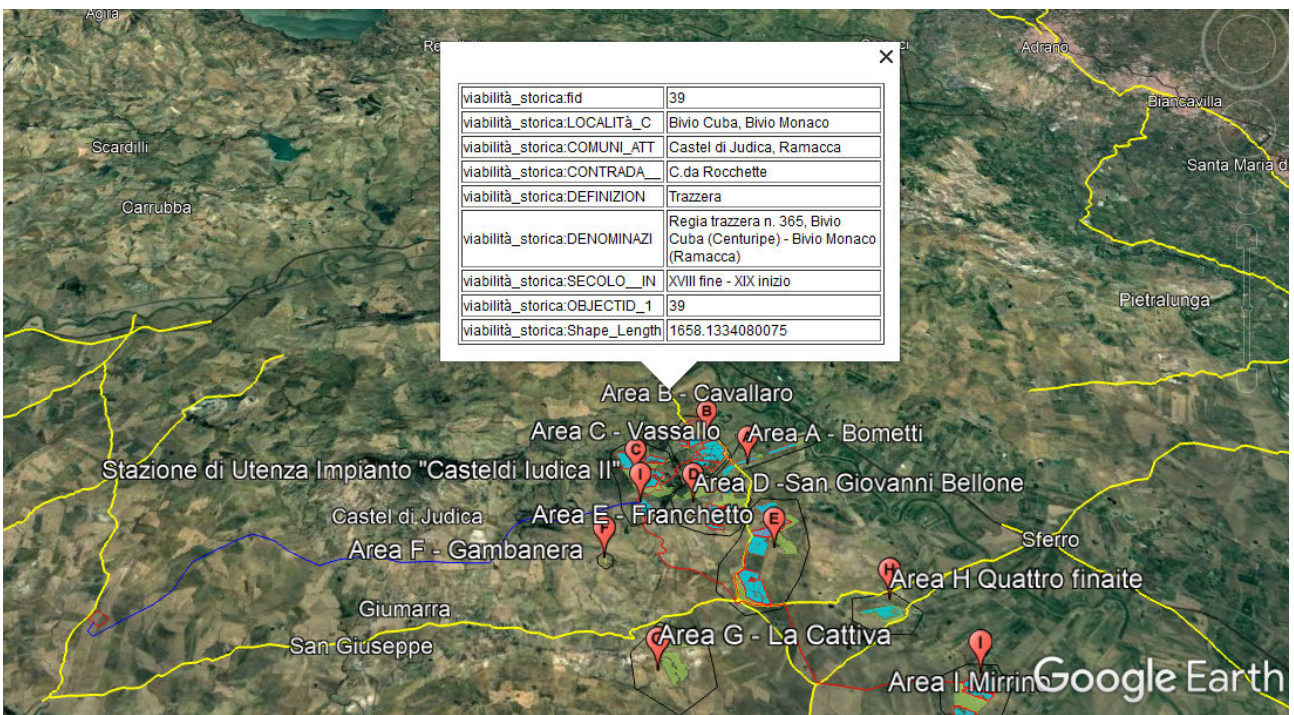 Agira
Adrano
×
viabilità_storica:fid 39
viabilità_storica:LOCALITà_C Bivio Cuba, Bivio Monaco
viabilità_storica:COMUNI_ATT Castel di Judica, Ramacca
viabilità_storica:CONTRADA__ C.da Rocchette
viabilità_storica:DEFINIZION Trazzera
viabilità_storica:DENOMINAZI Regia trazzera n. 365, Bivio
Cuba (Centuripe) - Bivio Monaco
(Ramacca)
viabilità_storica:SECOLO__IN XVIII fine - XIX inizio
viabilità_storica:OBJECTID_1 39
viabilità_storica:Shape_Length 1658.1334080075
Biancavilla
Scardilli
Santa Maria d
Carrubba
Pietralunga
Area B - Cavallaro
B
Area C - Vassallo
Area A - Bometti
C
Stazione di Utenza Impianto "Casteldi Iudica II"
I
D
Area D -San Giovanni Bellone
Castel di Judica
Area E - Franchetto
E
F
Sferro
Area F - Gambanera
H
Area H Quattro finaite
Giumarra
San Giuseppe
Area G - La Cattiva
I
Area I-Mirrino
Google Earth